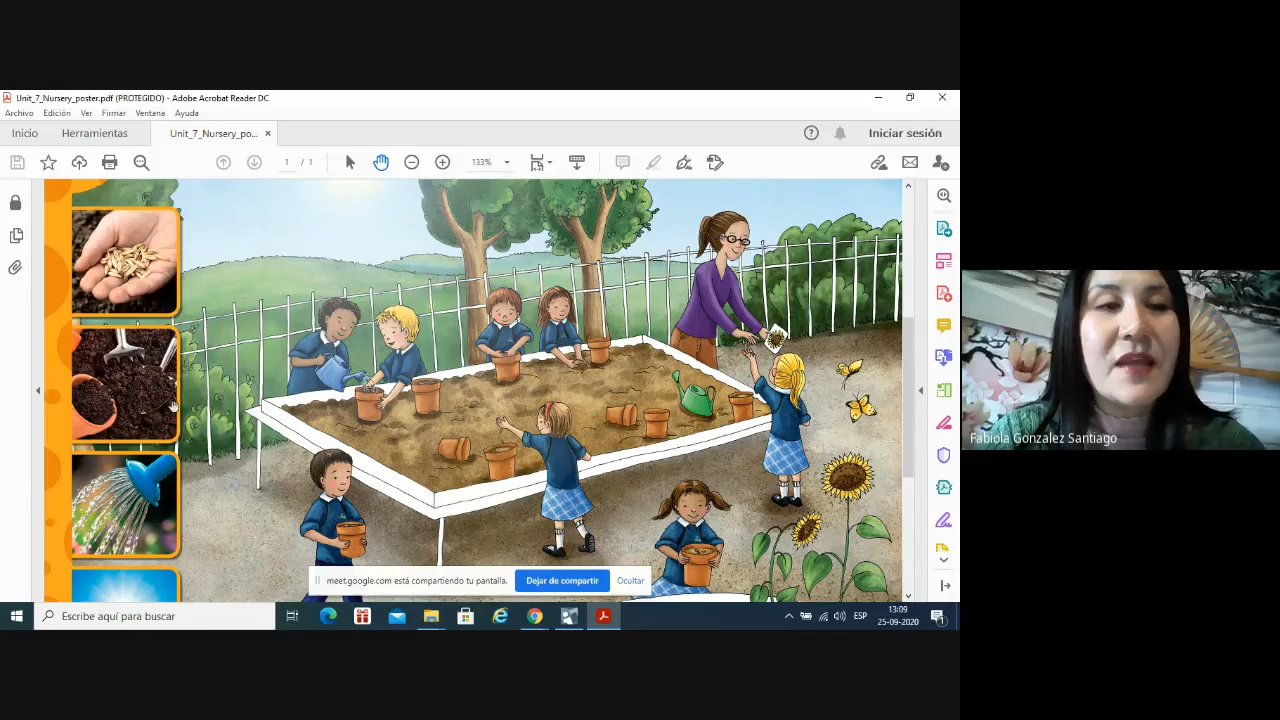 Unit_7_Nursery_poster.pdf (PROTEGIDO) - Adobe Acrobat Reader DC
Archivo Edición Ver Firmar Ventana Ayuda
Inicio Herramientas Unit_7_Nursery_po... Iniciar sesión
1 / 1 133%
Fabiola Gonzalez Santiago
meet.google.com está compartiendo tu pantalla. Dejar de compartir Ocultar
Escribe aquí para buscar ESP 13:09
25-09-2020